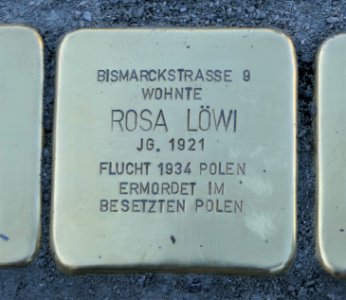 BISMARCKSTRASSE 9
WOHNTE
ROSA LÖWI
JG. 1921
FLUCHT 1934 POLEN
ERMORDET IM
BESETZTEN POLEN